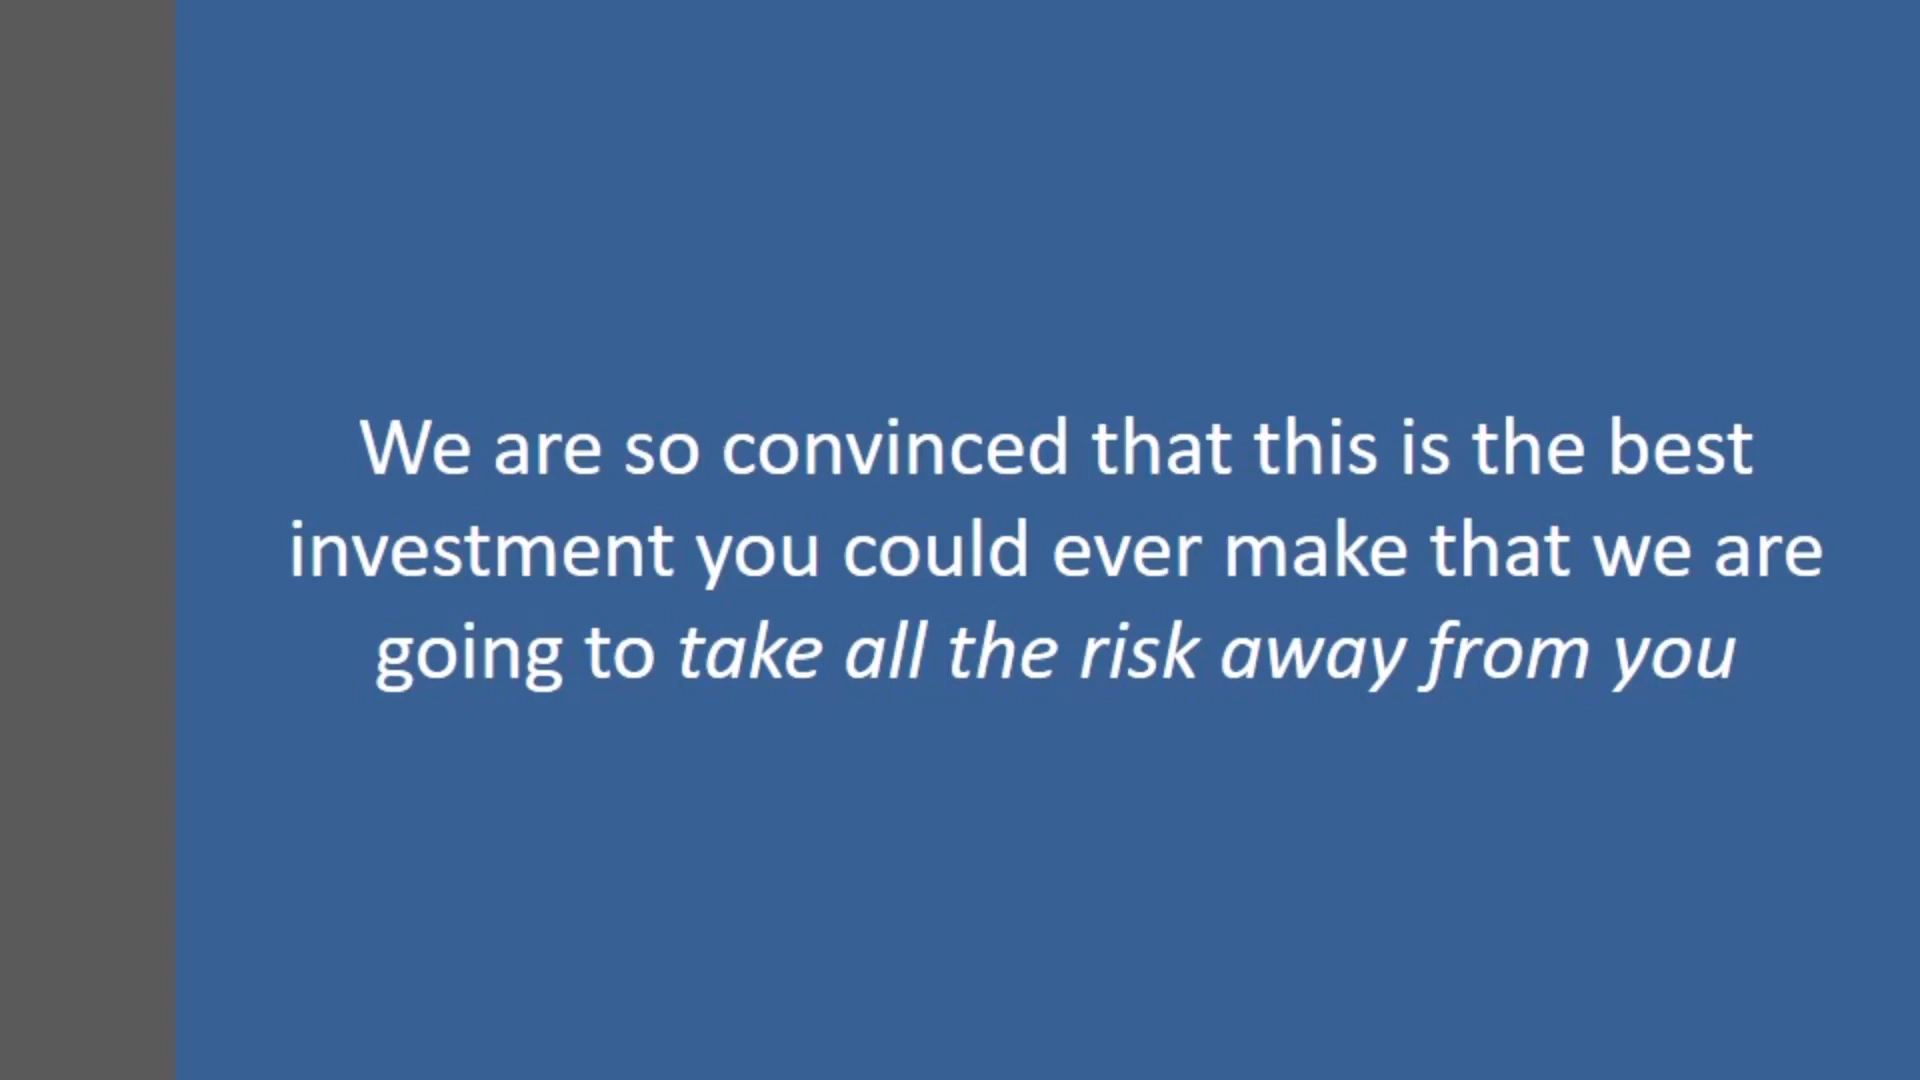 We are so convinced that this is the best
investment you could ever make that we are
going to take all the risk away from you